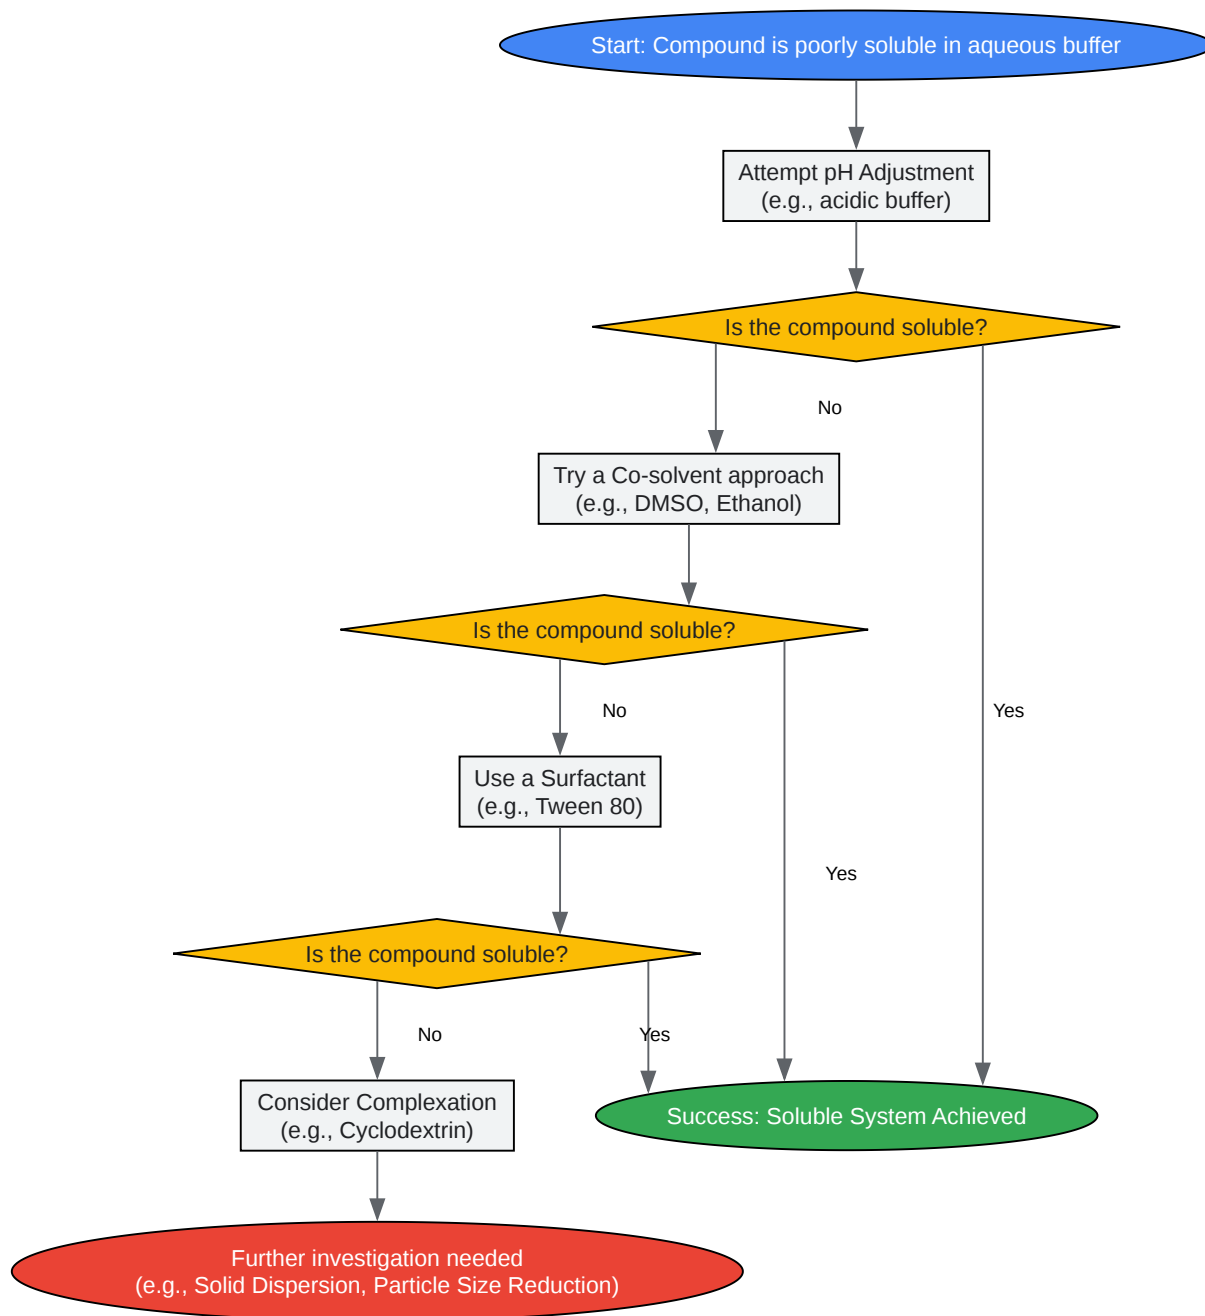 Start: Compound is poorly soluble in aqueous buffer
Attempt pH Adjustment
(e.g., acidic buffer)
Is the compound soluble?
No
Try a Co-solvent approach
(e.g., DMSO, Ethanol)
Is the compound soluble?
No
Yes
Use a Surfactant
(e.g., Tween 80)
Yes
Is the compound soluble?
No
Yes
Consider Complexation
(e.g., Cyclodextrin)
Success: Soluble System Achieved
Further investigation needed
(e.g., Solid Dispersion, Particle Size Reduction)